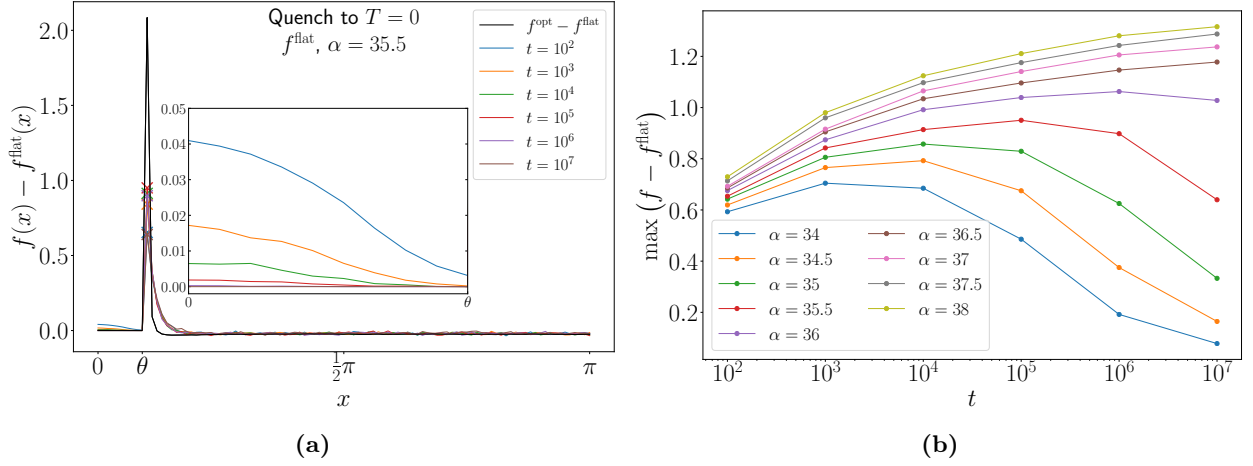 Quench to T = 0
f^flat, α = 35.5
f^opt − f^flat
t = 10^2
t = 10^3
t = 10^4
t = 10^5
t = 10^6
t = 10^7
f(x) − f^flat(x)
2.0
1.5
1.0
0.5
0.0
0.05
0.04
0.03
0.02
0.01
0.00
0
θ
0
θ
1/2 π
π
x
(a)
max (f − f^flat)
1.2
1.0
0.8
0.6
0.4
0.2
α = 34
α = 34.5
α = 35
α = 35.5
α = 36
α = 36.5
α = 37
α = 37.5
α = 38
10^2
10^3
10^4
10^5
10^6
10^7
t
(b)